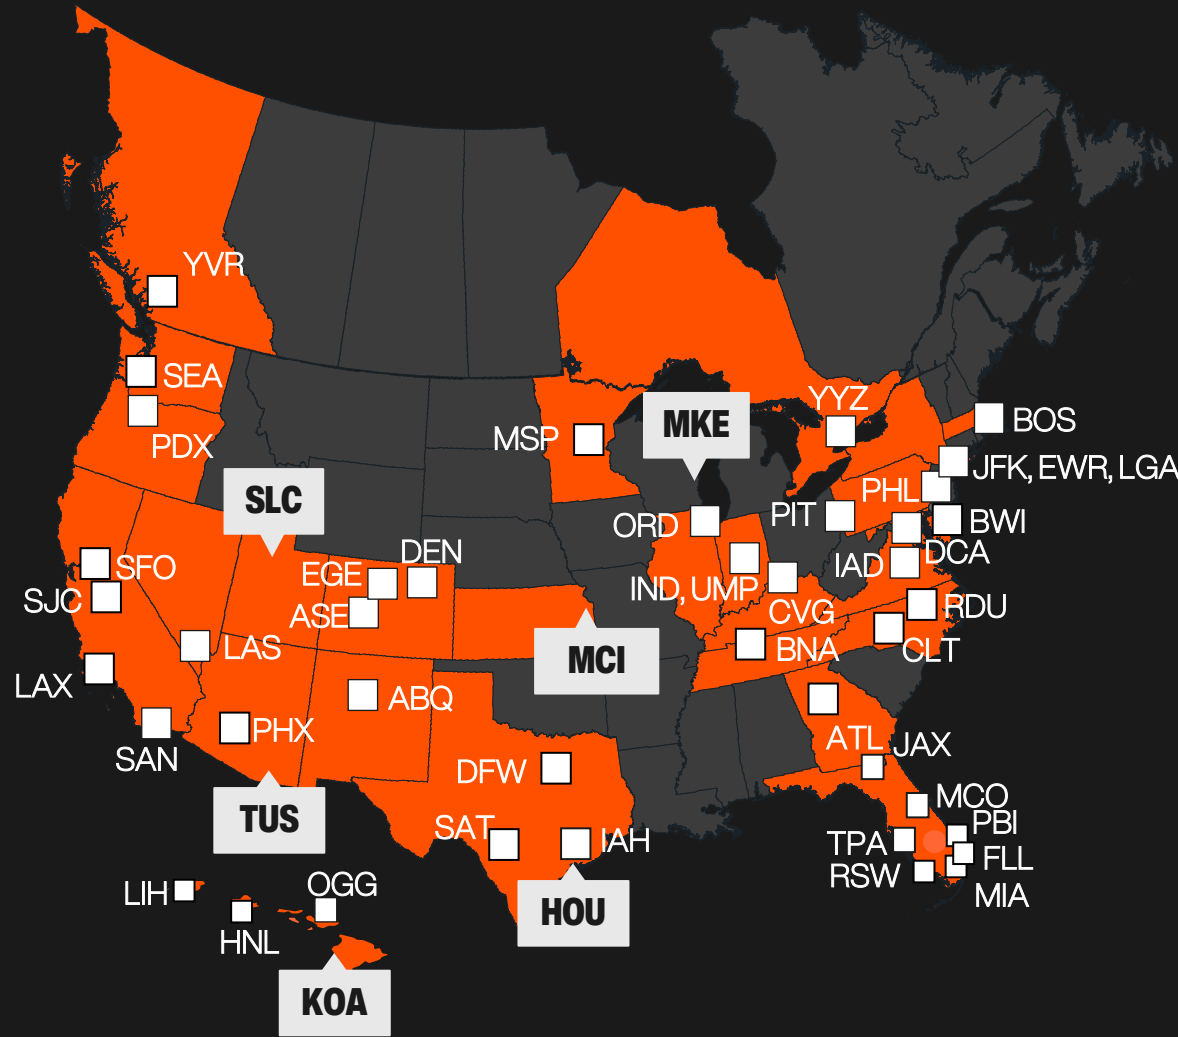 YVR
SEA
YYZ
BOS
MKE
MSP
PDX
JFK, EWR, LGA
PHL
SLC
PIT
BWI
ORD
DEN
DCA
SFO
EGE
IAD
IND, UMP
SJC
RDU
ASE
CVG
LAS
BNA
CLT
MCI
LAX
ABQ
PHX
ATL
JAX
SAN
DFW
MCO
TUS
PBI
SAT
IAH
TPA
FLL
RSW
LIH
OGG
MIA
HOU
HNL
KOA